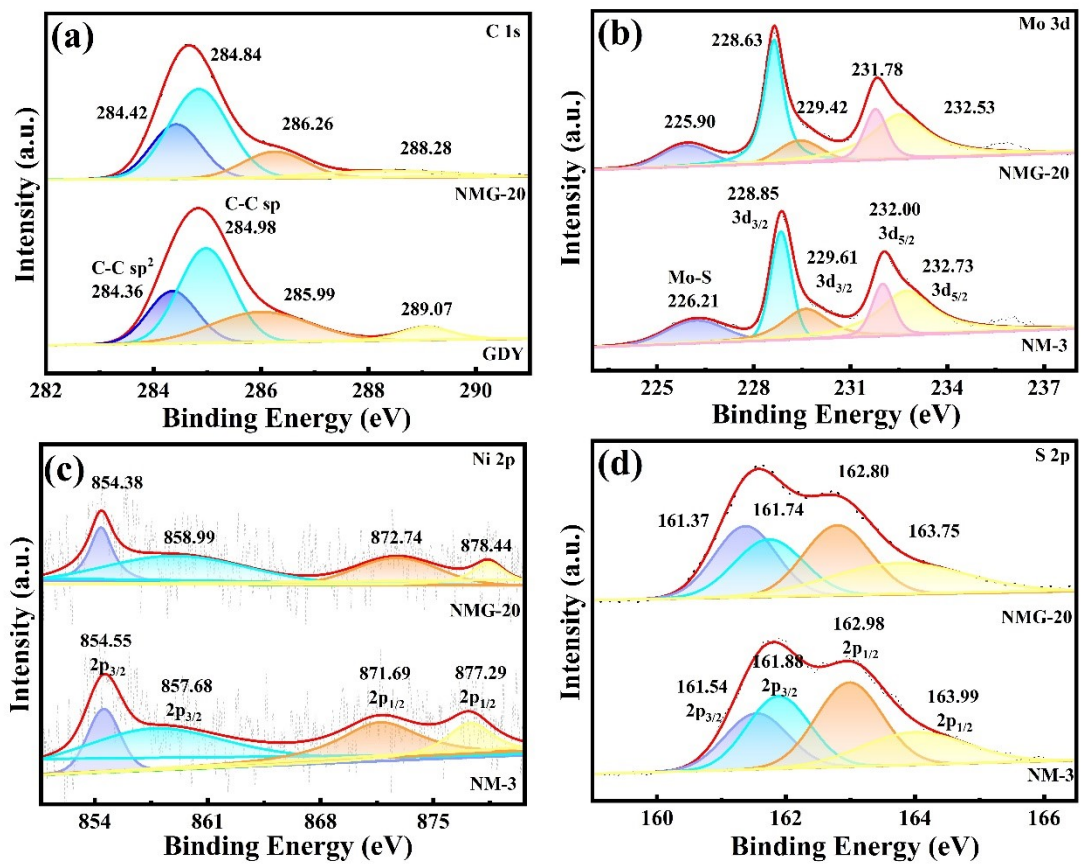 (a)
C 1s
284.84
284.42
286.26
288.28
NMG-20
C-C sp
284.98
C-C sp²
284.36
285.99
289.07
GDY
282 284 286 288 290
Binding Energy (eV)
Intensity (a.u.)
(b)
Mo 3d
228.63
231.78
229.42
232.53
225.90
NMG-20
228.85
3d3/2
232.00
3d5/2
229.61
3d3/2
232.73
3d5/2
Mo-S
226.21
NM-3
225 228 231 234 237
Binding Energy (eV)
Intensity (a.u.)
(c)
Ni 2p
854.38
858.99
872.74
878.44
NMG-20
854.55
2p3/2
857.68
2p3/2
871.69
2p1/2
877.29
2p1/2
NM-3
854 861 868 875
Binding Energy (eV)
Intensity (a.u.)
(d)
S 2p
162.80
161.74
161.37
163.75
NMG-20
162.98
2p1/2
161.88
2p3/2
161.54
2p3/2
163.99
2p1/2
NM-3
160 162 164 166
Binding Energy (eV)
Intensity (a.u.)